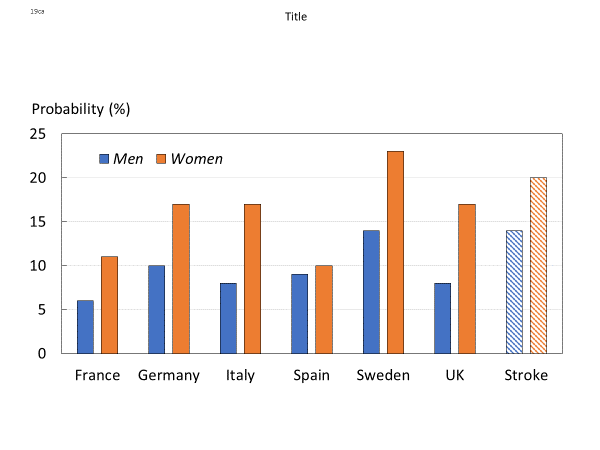 19ca
Title
Probability (%)
25
Men Women
20
15
10
5
0
France Germany Italy Spain Sweden UK Stroke